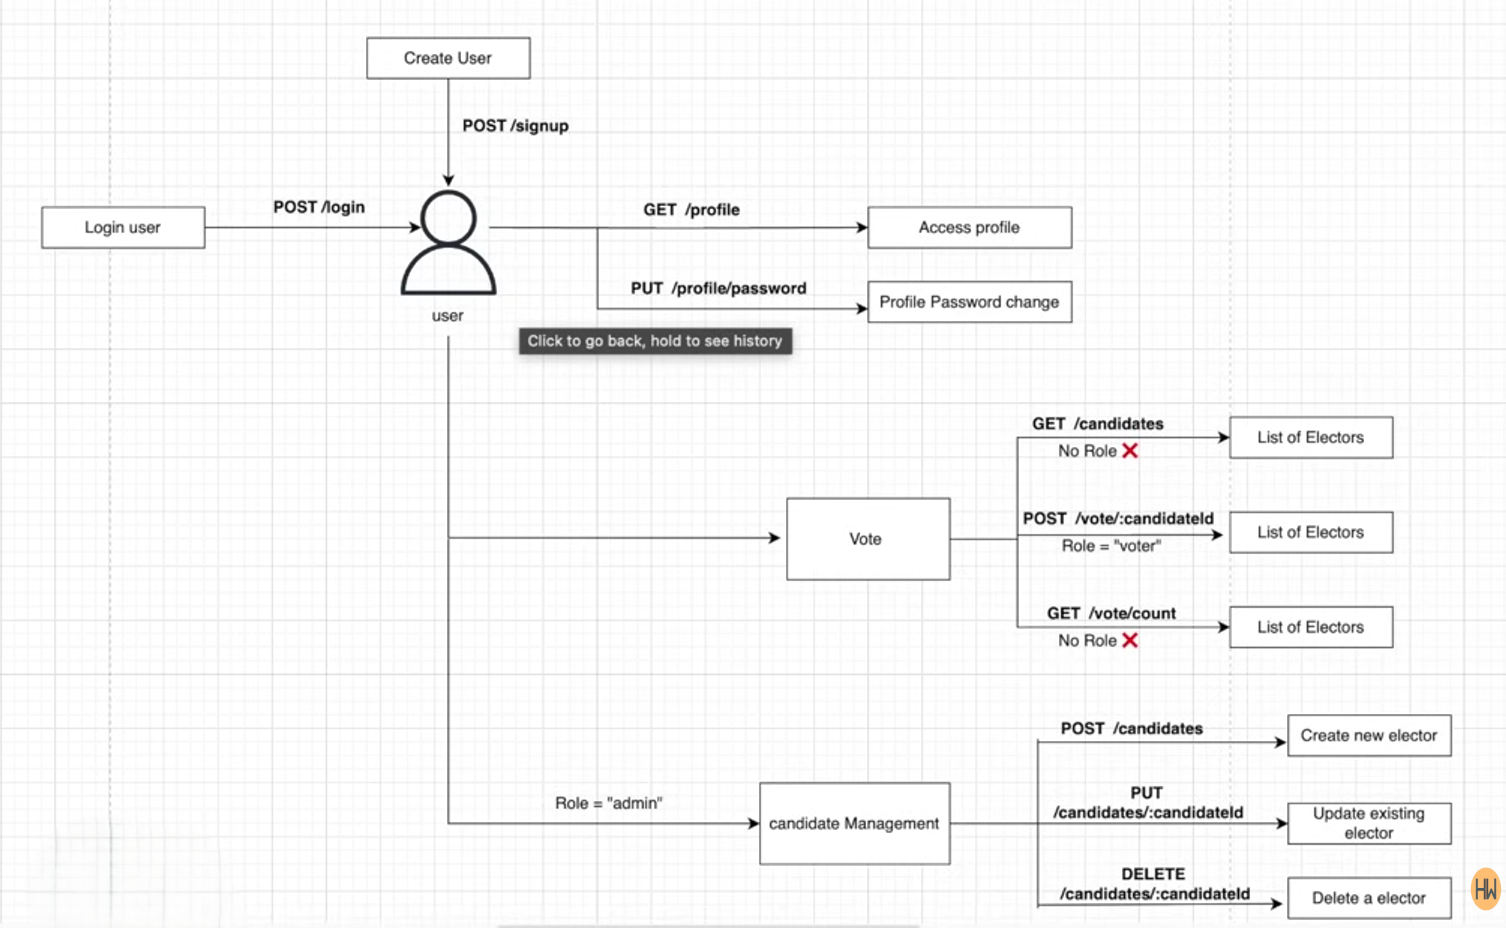 Create User
POST /signup
Login user
POST /login
user
GET /profile
Access profile
PUT /profile/password
Profile Password change
Click to go back, hold to see history
Vote
GET /candidates
No Role ❌
List of Electors
POST /vote/:candidateId
Role = "voter"
List of Electors
GET /vote/count
No Role ❌
List of Electors
Role = "admin"
candidate Management
POST /candidates
Create new elector
PUT
/candidates/:candidateId
Update existing
elector
DELETE
/candidates/:candidateId
Delete a elector
HW